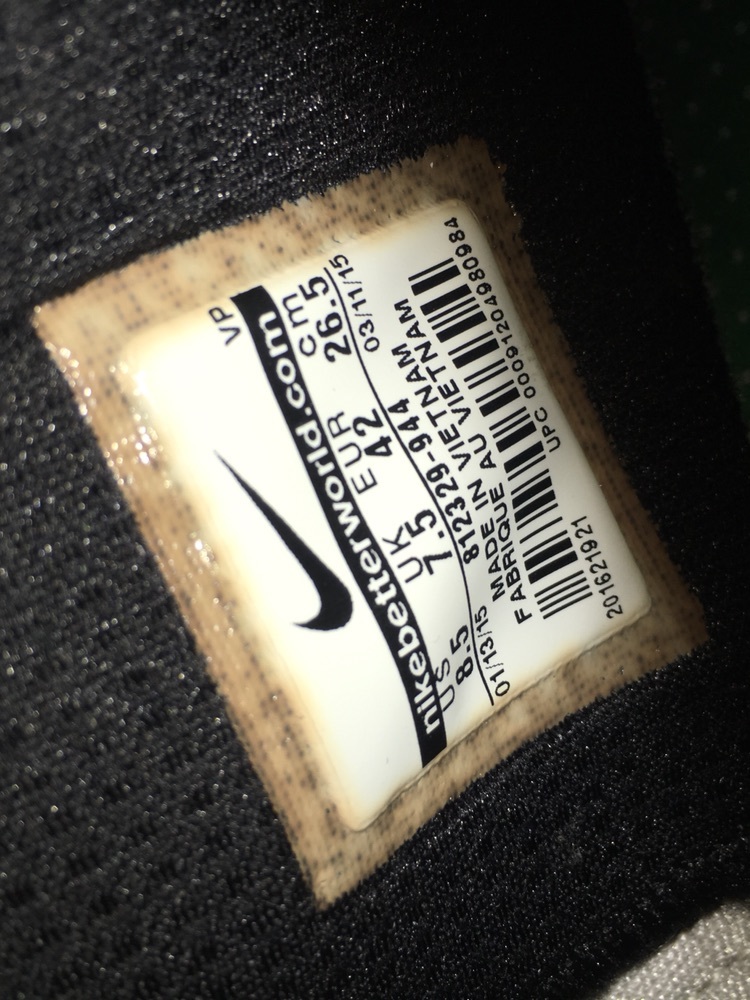 VP
nikebetterworld.com
US UK EUR cm
8.5 7.5 42 26.5
01/13/15 812329-944 03/11/15
MADE IN VIETNAM
FABRIQUE AU VIETNAM
201621921 UPC 00091204980984